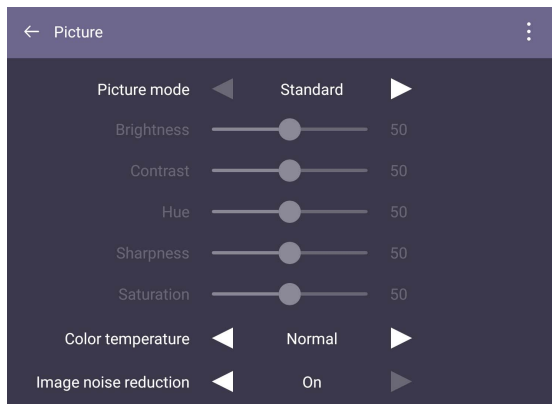 Picture
Picture mode Standard
Brightness 50
Contrast 50
Hue 50
Sharpness 50
Saturation 50
Color temperature Normal
Image noise reduction On